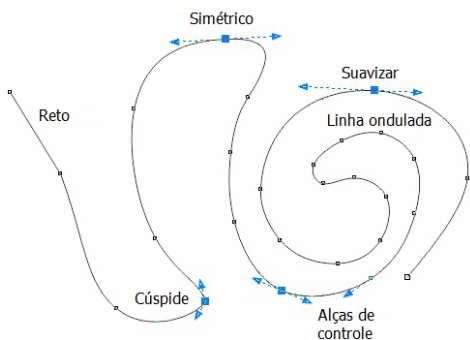 Simétrico
Suavizar
Reto
Linha ondulada
Cúspide
Alças de
controle